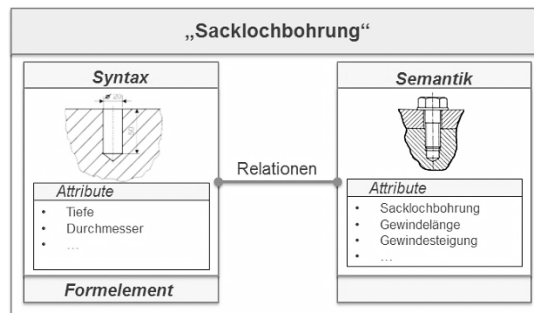 „Sacklochbohrung“
Syntax
Attribute
• Tiefe
• Durchmesser
• …
Formelement
Relationen
Semantik
Attribute
• Sacklochbohrung
• Gewindelänge
• Gewindesteigung
• …